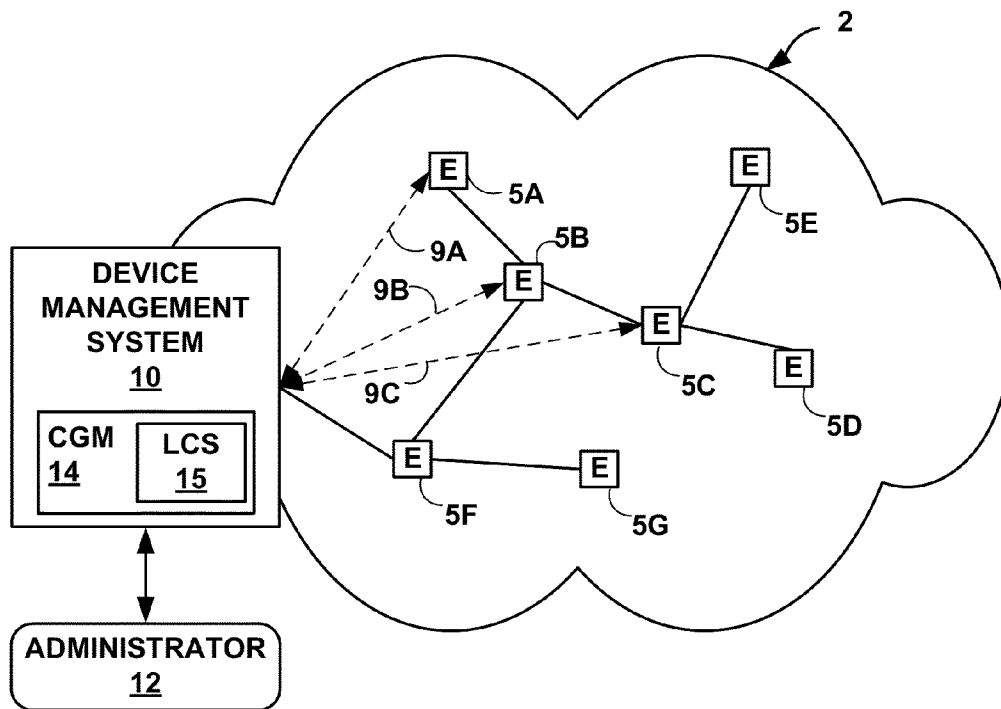 2
E
5A
E
5E
9A
5B
E
9B
E
5C
9C
E
5D
DEVICE
MANAGEMENT
SYSTEM
10
CGM
14
LCS
15
E
5F
E
5G
ADMINISTRATOR
12